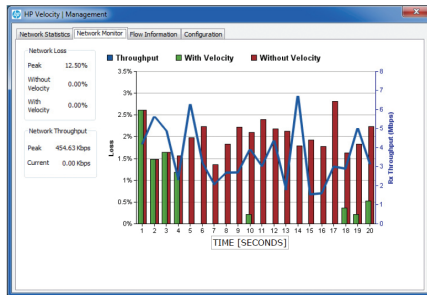 HP Velocity | Management
Network Statistics Network Monitor Flow Information Configuration
Network Loss
Peak 12.50%
Without Velocity 0.00%
With Velocity 0.00%
Network Throughput
Peak 454.63 Kbps
Current 0.00 Kbps
Throughput With Velocity Without Velocity
3.5%
3%
2.5%
2%
1.5%
1%
0.5%
0%
Loss
8
7
6
5
4
3
2
1
0
Rx Throughput (Mbps)
1 2 3 4 5 6 7 8 9 10 11 12 13 14 15 16 17 18 19 20
TIME [SECONDS]